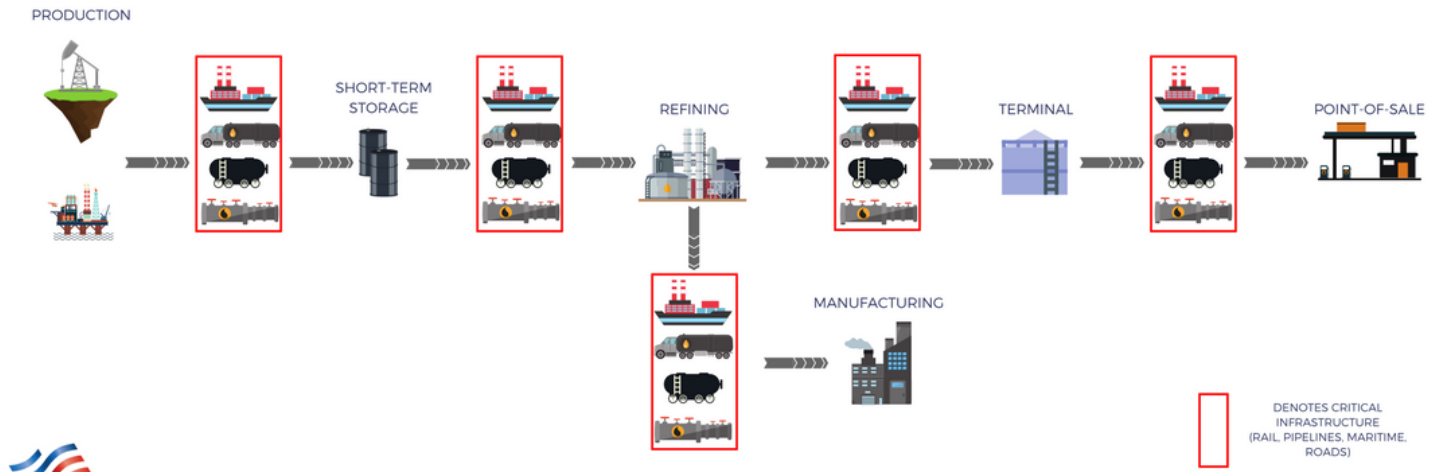 PRODUCTION
SHORT-TERM
STORAGE
REFINING
TERMINAL
POINT-OF-SALE
MANUFACTURING
DENOTES CRITICAL
INFRASTRUCTURE
(RAIL, PIPELINES, MARITIME,
ROADS)